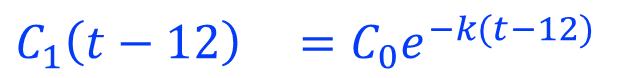 C₁(t − 12) = C₀e^{−k(t−12)}